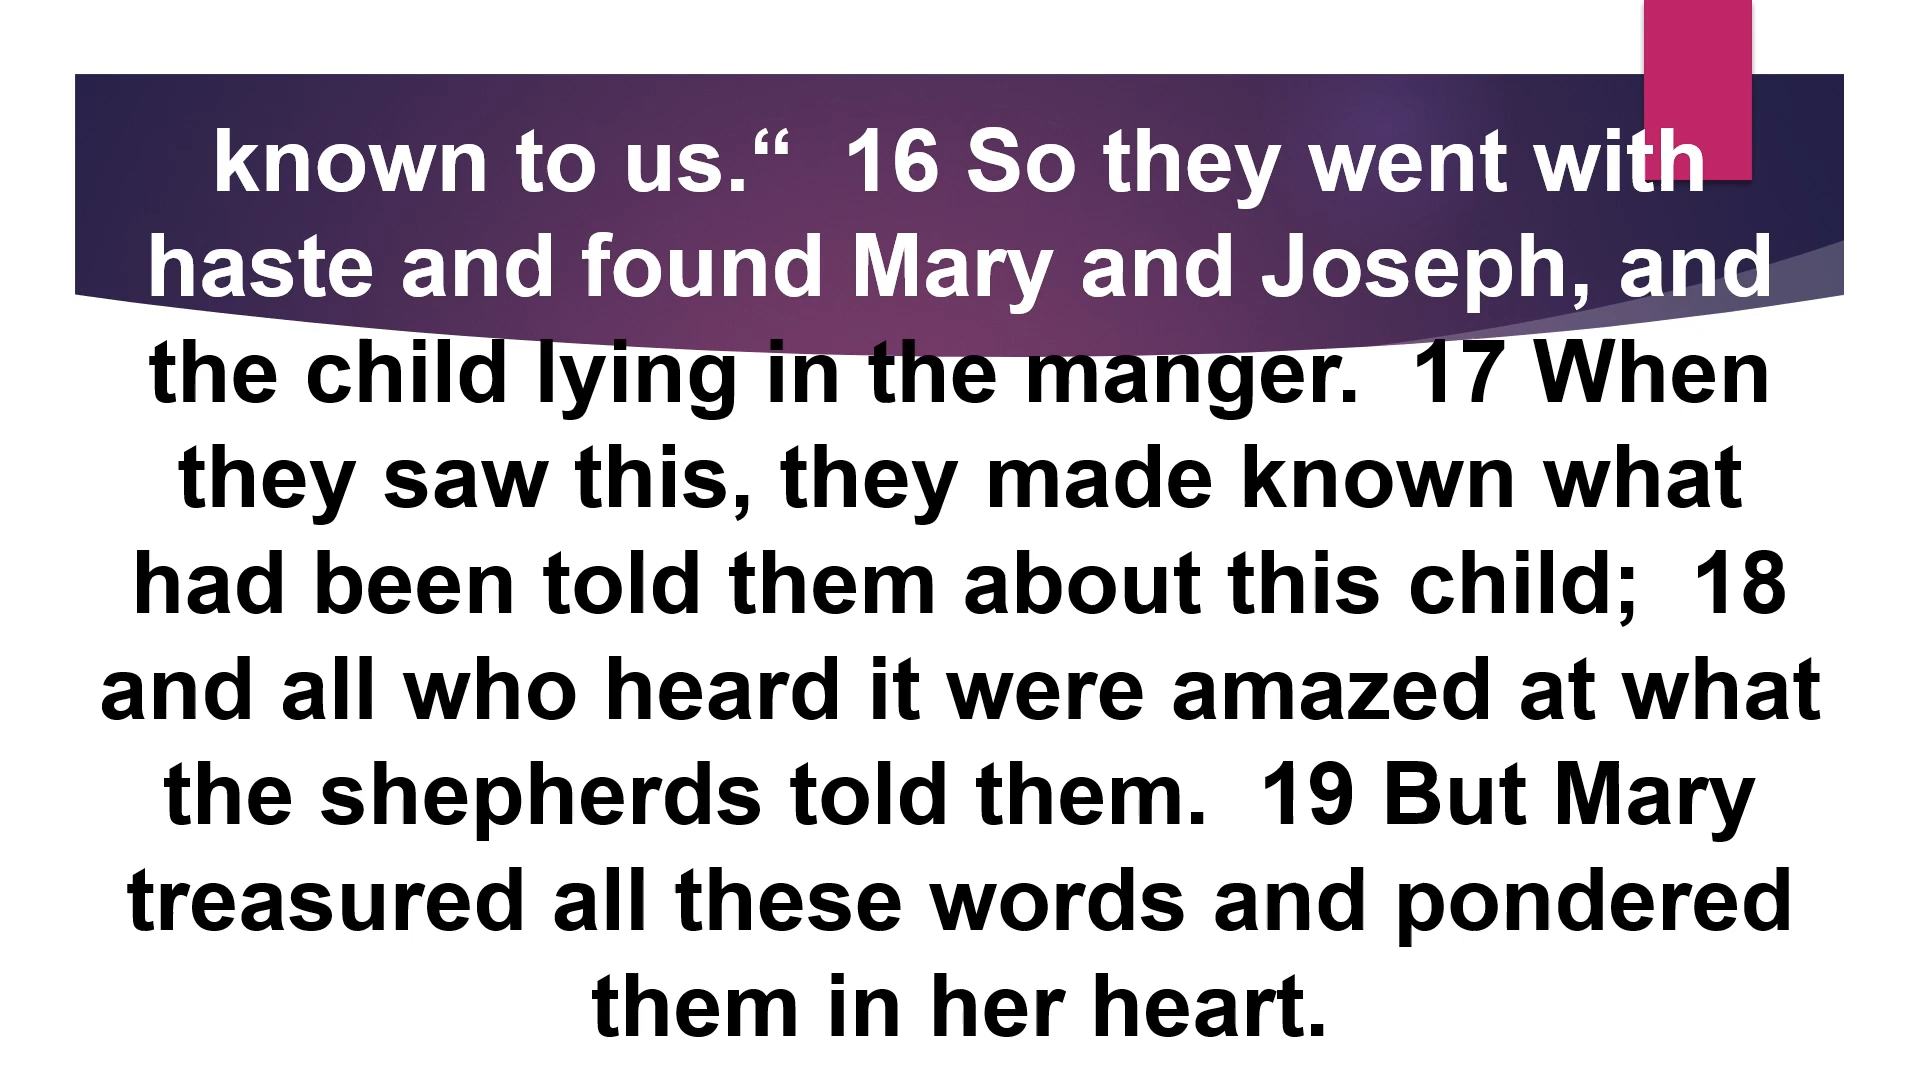 known to us.“  16 So they went with
haste and found Mary and Joseph, and
the child lying in the manger.  17 When
they saw this, they made known what
had been told them about this child;  18
and all who heard it were amazed at what
the shepherds told them.  19 But Mary
treasured all these words and pondered
them in her heart.